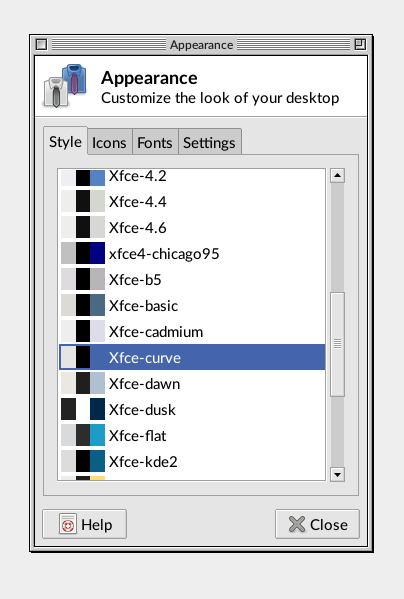 Appearance
Appearance
Customize the look of your desktop
Style Icons Fonts Settings
Xfce-4.2
Xfce-4.4
Xfce-4.6
xfce4-chicago95
Xfce-b5
Xfce-basic
Xfce-cadmium
Xfce-curve
Xfce-dawn
Xfce-dusk
Xfce-flat
Xfce-kde2
Help Close